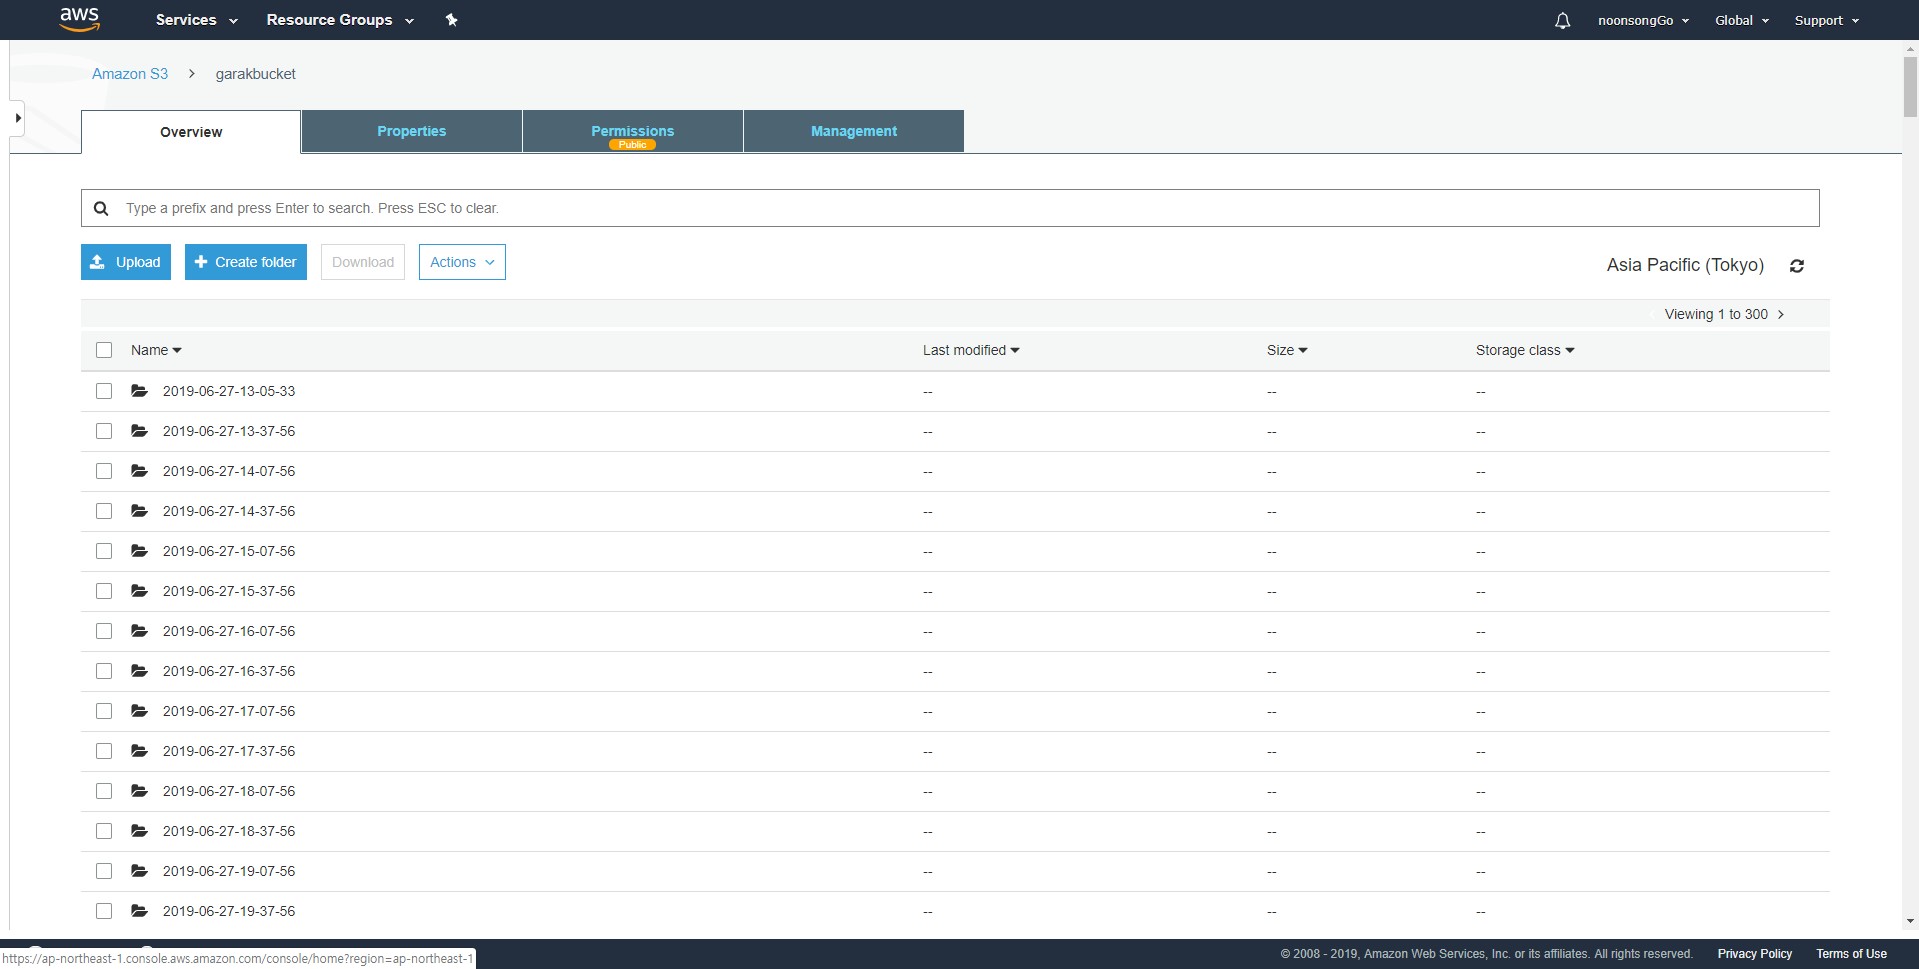 aws Services Resource Groups noonsongGo Global Support
Amazon S3 > garakbucket
Overview Properties Permissions Management
Public
Type a prefix and press Enter to search. Press ESC to clear.
Upload Create folder Download Actions Asia Pacific (Tokyo)
Viewing 1 to 300
Name Last modified Size Storage class
2019-06-27-13-05-33 -- -- --
2019-06-27-13-37-56 -- -- --
2019-06-27-14-07-56 -- -- --
2019-06-27-14-37-56 -- -- --
2019-06-27-15-07-56 -- -- --
2019-06-27-15-37-56 -- -- --
2019-06-27-16-07-56 -- -- --
2019-06-27-16-37-56 -- -- --
2019-06-27-17-07-56 -- -- --
2019-06-27-17-37-56 -- -- --
2019-06-27-18-07-56 -- -- --
2019-06-27-18-37-56 -- -- --
2019-06-27-19-07-56 -- -- --
2019-06-27-19-37-56 -- -- --
© 2008 - 2019, Amazon Web Services, Inc. or its affiliates. All rights reserved. Privacy Policy Terms of Use
https://ap-northeast-1.console.aws.amazon.com/console/home?region=ap-northeast-1